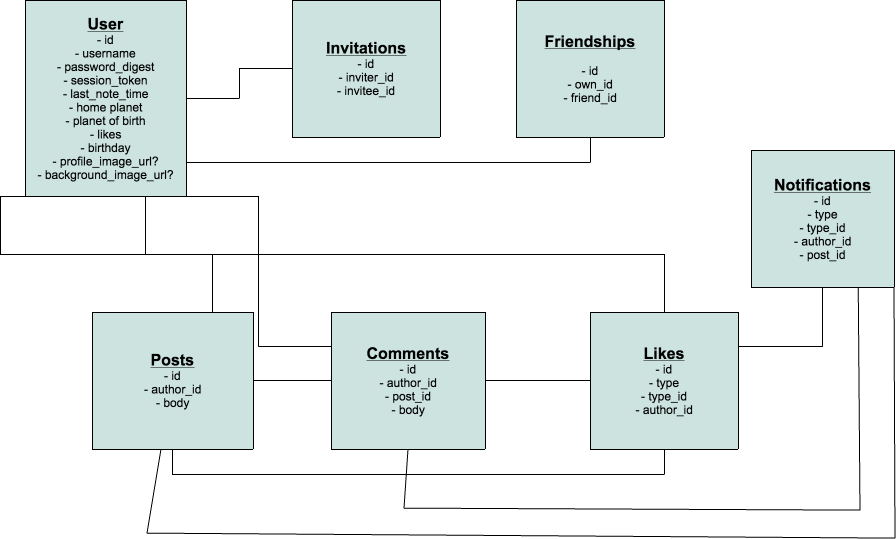 User
- id
- username
- password_digest
- session_token
- last_note_time
- home planet
- planet of birth
- likes
- birthday
- profile_image_url?
- background_image_url?
Invitations
- id
- inviter_id
- invitee_id
Friendships
- id
- own_id
- friend_id
Notifications
- id
- type
- type_id
- author_id
- post_id
Posts
- id
- author_id
- body
Comments
- id
- author_id
- post_id
- body
Likes
- id
- type
- type_id
- author_id